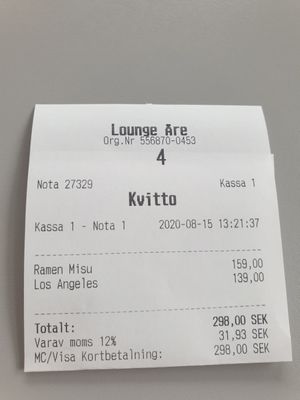 Lounge Åre
Org.Nr 556870-0453
4
Nota 27329 Kassa 1
Kvitto
Kassa 1 - Nota 1 2020-08-15 13:21:37
Ramen Misu 159,00
Los Angeles 139,00
Totalt: 298,00 SEK
Varav moms 12% 31,93 SEK
MC/Visa Kortbetalning: 298,00 SEK